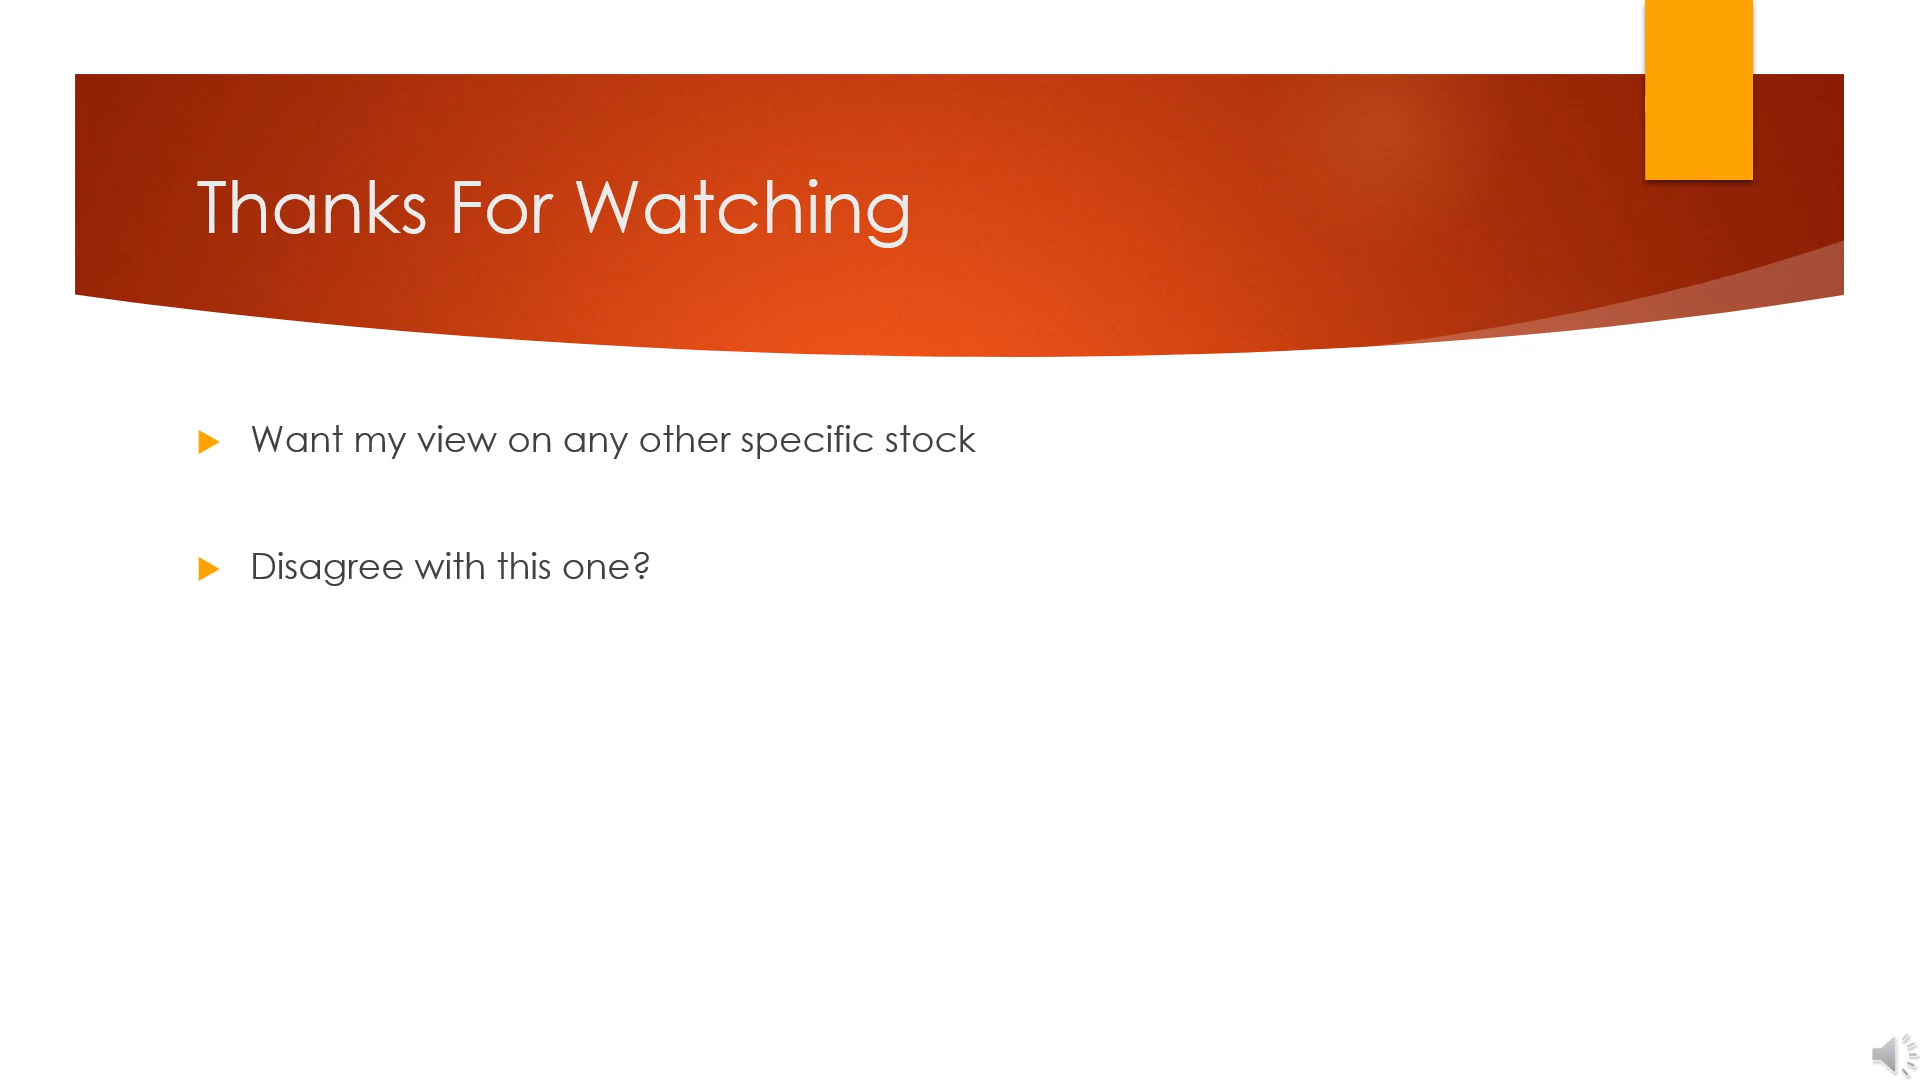 Thanks For Watching
Want my view on any other specific stock
Disagree with this one?